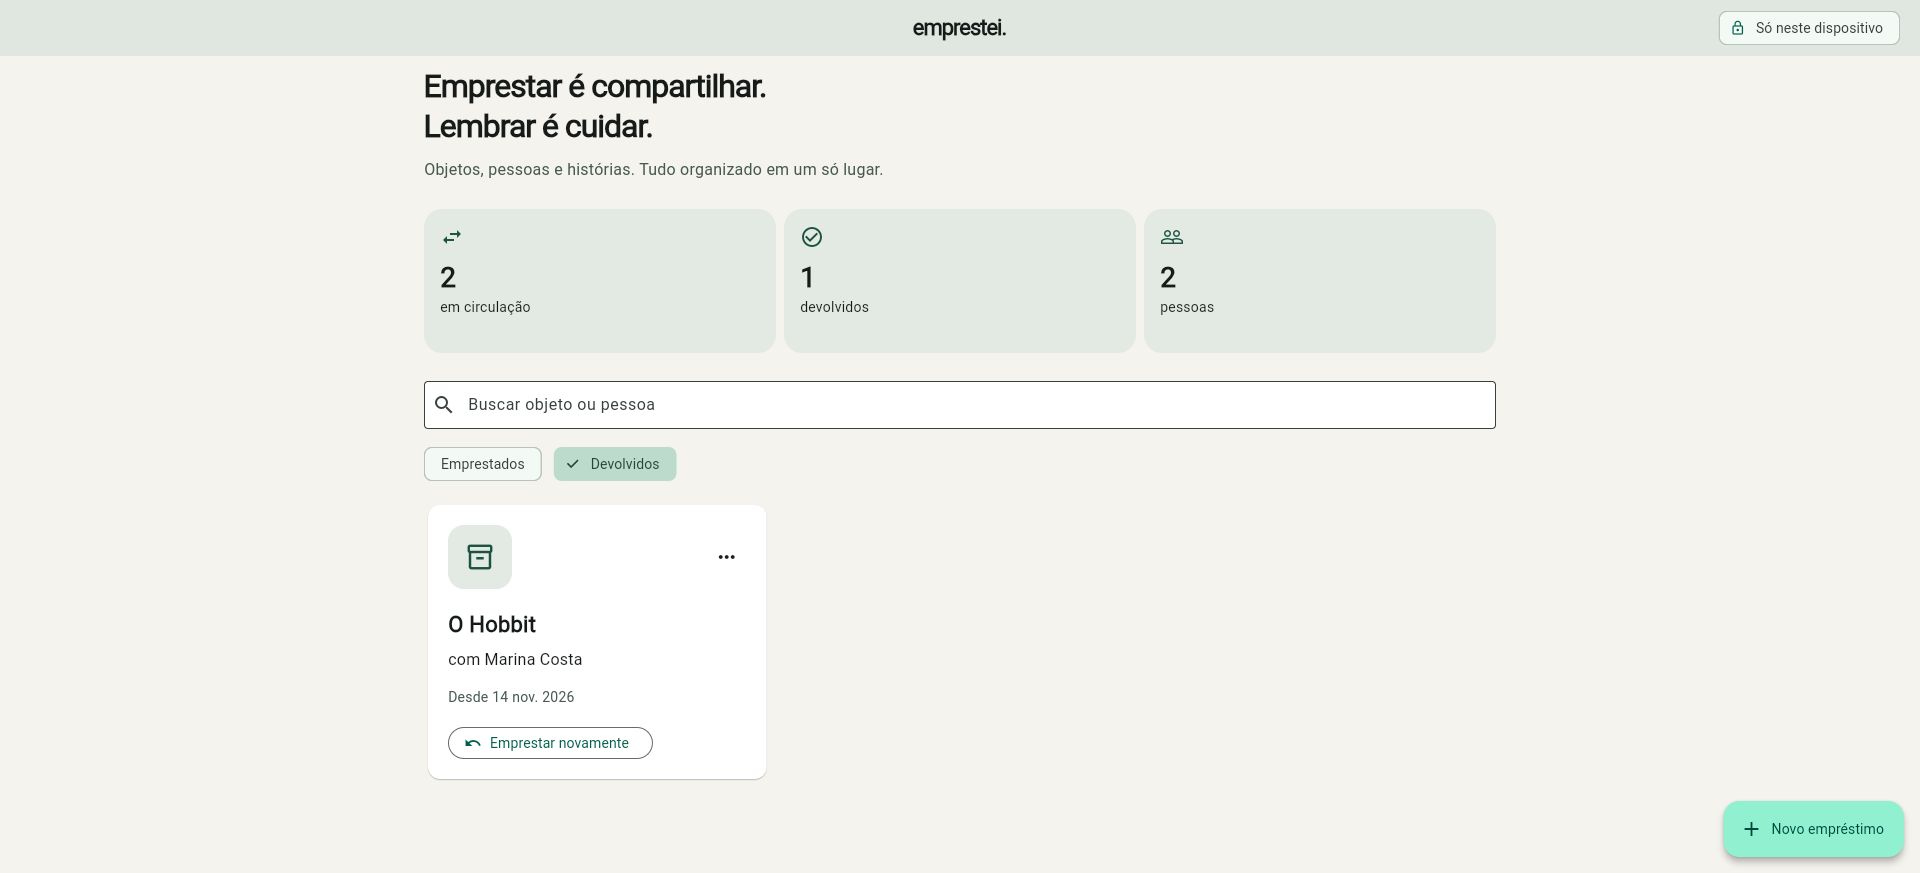 emprestei.
Só neste dispositivo
Emprestar é compartilhar.
Lembrar é cuidar.
Objetos, pessoas e histórias. Tudo organizado em um só lugar.
2
em circulação
1
devolvidos
2
pessoas
Buscar objeto ou pessoa
Emprestados
Devolvidos
O Hobbit
com Marina Costa
Desde 14 nov. 2026
Emprestar novamente
Novo empréstimo